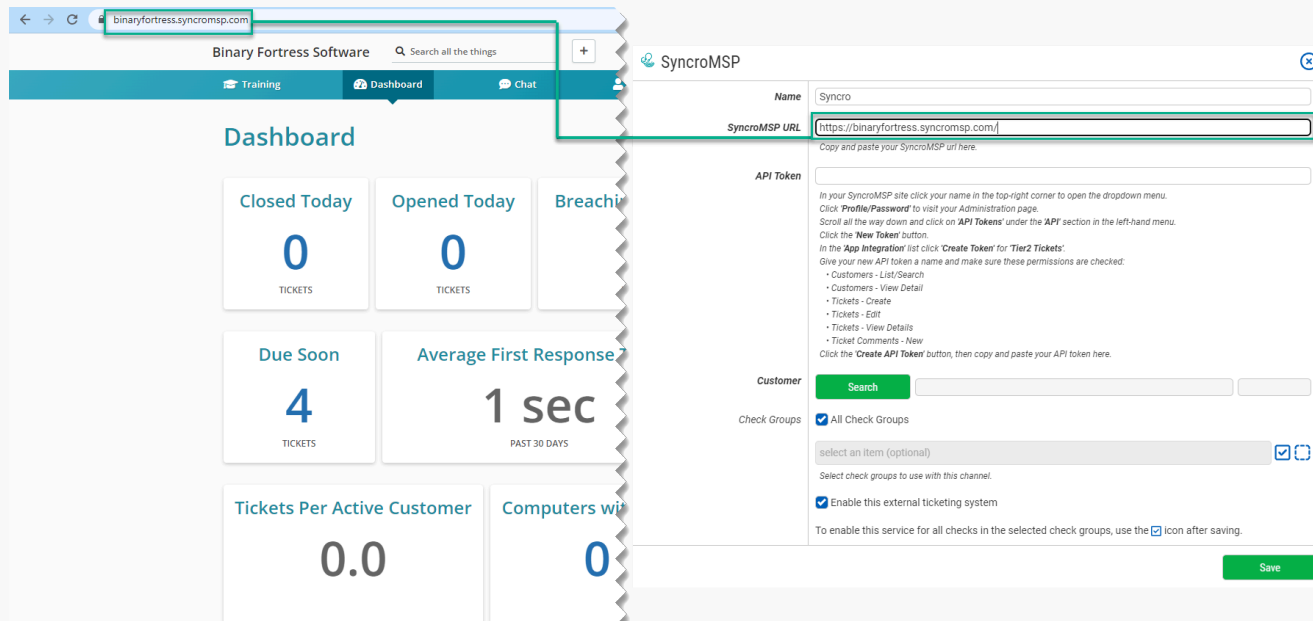 binaryfortress.syncromsp.com
Binary Fortress Software
Search all the things
+
Training
Dashboard
Chat
Dashboard
Closed Today
0
TICKETS
Opened Today
0
TICKETS
Breachi
Due Soon
4
TICKETS
Average First Response T
1 sec
PAST 30 DAYS
Tickets Per Active Customer
0.0
Computers wit
0
SyncroMSP
Name
Syncro
SyncroMSP URL
https://binaryfortress.syncromsp.com/
Copy and paste your SyncroMSP url here.
API Token
In your SyncroMSP site click your name in the top-right corner to open the dropdown menu.
Click 'Profile/Password' to visit your Administration page.
Scroll all the way down and click on 'API Tokens' under the 'API' section in the left-hand menu.
Click the 'New Token' button.
In the 'App Integration' list click 'Create Token' for 'Tier2 Tickets'.
Give your new API token a name and make sure these permissions are checked:
• Customers - List/Search
• Customers - View Detail
• Tickets - Create
• Tickets - Edit
• Tickets - View Details
• Ticket Comments - New
Click the 'Create API Token' button, then copy and paste your API token here.
Customer
Search
Check Groups
All Check Groups
select an item (optional)
Select check groups to use with this channel.
Enable this external ticketing system
To enable this service for all checks in the selected check groups, use the icon after saving.
Save